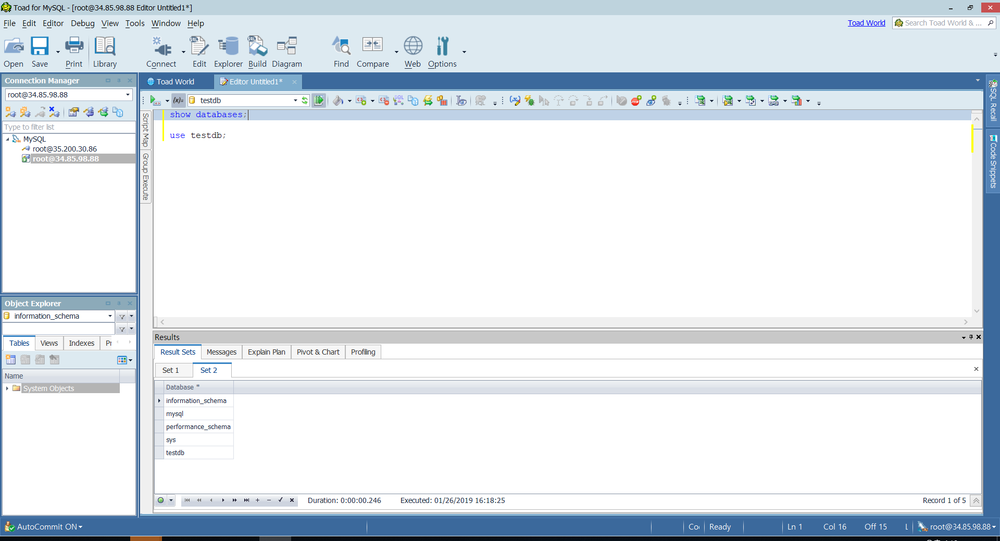 Toad for MySQL - [root@34.85.98.88 Editor Untitled1*]
File Edit Editor Debug View Tools Window Help
Toad World
Search Toad World & ...
Open Save Print Library Connect Edit Explorer Build Diagram Find Compare Web Options
Connection Manager
root@34.85.98.88
Type to filter list
MySQL
root@35.200.30.86
root@34.85.98.88
Object Explorer
information_schema
Tables Views Indexes Pr
Name
System Objects
Toad World
Editor Untitled1*
(x)= testdb
Script Map
Group Execute
show databases;
use testdb;
SQL Recall
Code Snippets
Results
Result Sets Messages Explain Plan Pivot & Chart Profiling
Set 1 Set 2
Database *
information_schema
mysql
performance_schema
sys
testdb
Duration: 0:00:00.246 Executed: 01/26/2019 16:18:25
Record 1 of 5
AutoCommit ON
Ready Ln 1 Col 16 Off 15 L root@34.85.98.88